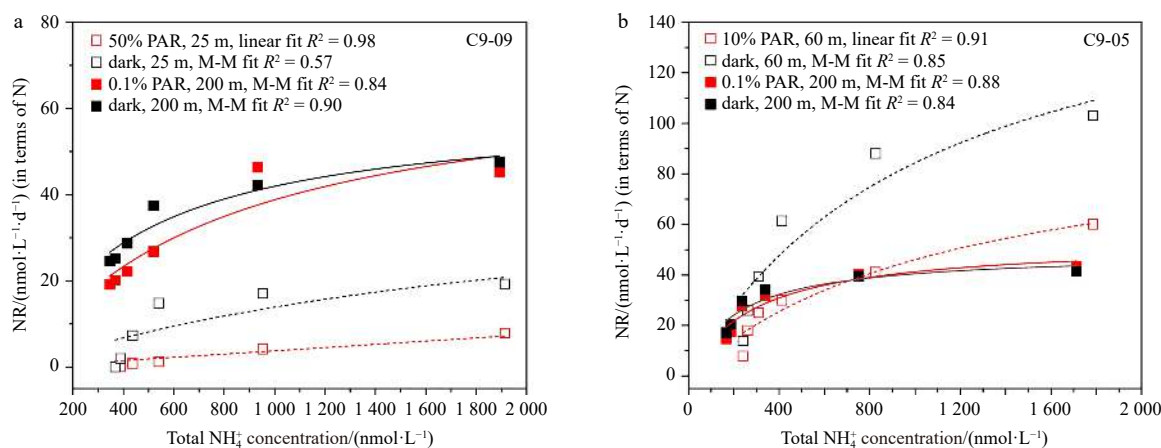 a
50% PAR, 25 m, linear fit R² = 0.98
dark, 25 m, M-M fit R² = 0.57
0.1% PAR, 200 m, M-M fit R² = 0.84
dark, 200 m, M-M fit R² = 0.90
C9-09
NR/(nmol·L⁻¹·d⁻¹) (in terms of N)
80
60
40
20
0
200 400 600 800 1 000 1 200 1 400 1 600 1 800 2 000
Total NH₄⁺ concentration/(nmol·L⁻¹)
b
10% PAR, 60 m, linear fit R² = 0.91
dark, 60 m, M-M fit R² = 0.85
0.1% PAR, 200 m, M-M fit R² = 0.88
dark, 200 m, M-M fit R² = 0.84
C9-05
NR/(nmol·L⁻¹·d⁻¹) (in terms of N)
140
120
100
80
60
40
20
0
0 400 800 1 200 1 600 2 000
Total NH₄⁺ concentration/(nmol·L⁻¹)